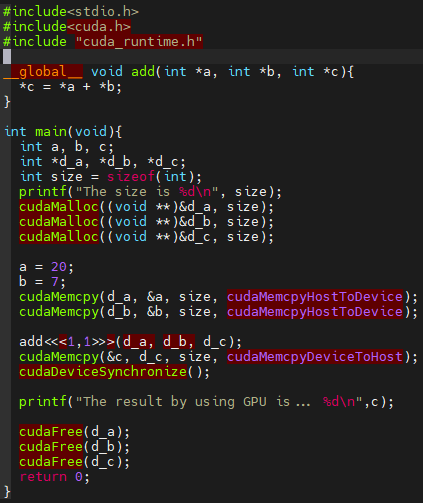 #include<stdio.h>
#include<cuda.h>
#include "cuda_runtime.h"
__global__ void add(int *a, int *b, int *c){
  *c = *a + *b;
}
int main(void){
  int a, b, c;
  int *d_a, *d_b, *d_c;
  int size = sizeof(int);
  printf("The size is %d\n", size);
  cudaMalloc((void **)&d_a, size);
  cudaMalloc((void **)&d_b, size);
  cudaMalloc((void **)&d_c, size);
  a = 20;
  b = 7;
  cudaMemcpy(d_a, &a, size, cudaMemcpyHostToDevice);
  cudaMemcpy(d_b, &b, size, cudaMemcpyHostToDevice);
  add<<<1,1>>>(d_a, d_b, d_c);
  cudaMemcpy(&c, d_c, size, cudaMemcpyDeviceToHost);
  cudaDeviceSynchronize();
  printf("The result by using GPU is... %d\n",c);
  cudaFree(d_a);
  cudaFree(d_b);
  cudaFree(d_c);
  return 0;
}